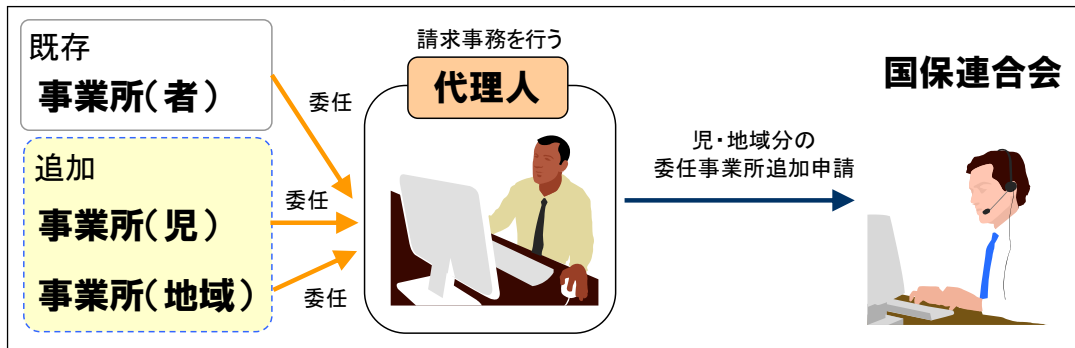 既存
事業所(者)
追加
事業所(児)
事業所(地域)
委任
委任
委任
請求事務を行う
代理人
児・地域分の
委任事業所追加申請
国保連合会